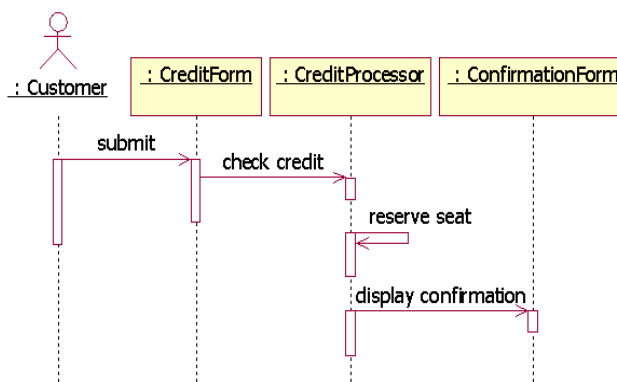 : Customer
: CreditForm
: CreditProcessor
: ConfirmationForm
submit
check credit
reserve seat
display confirmation